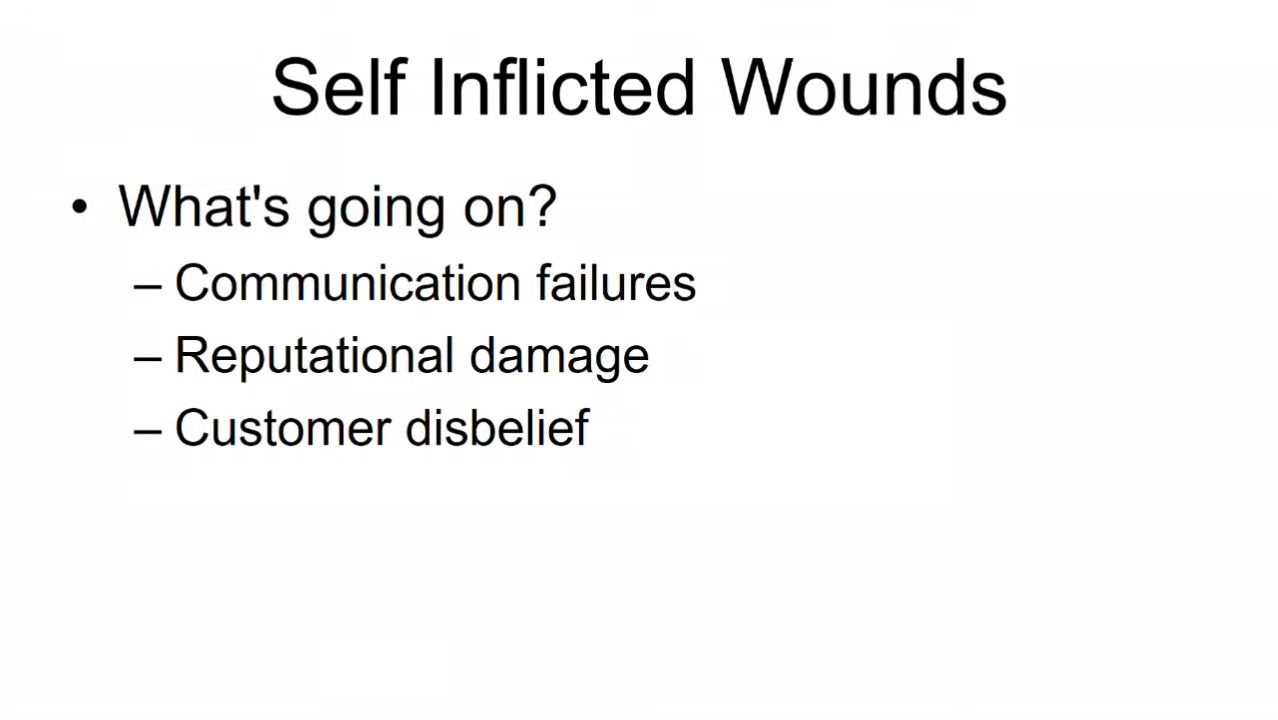 Self Inflicted Wounds
• What's going on?
– Communication failures
– Reputational damage
– Customer disbelief